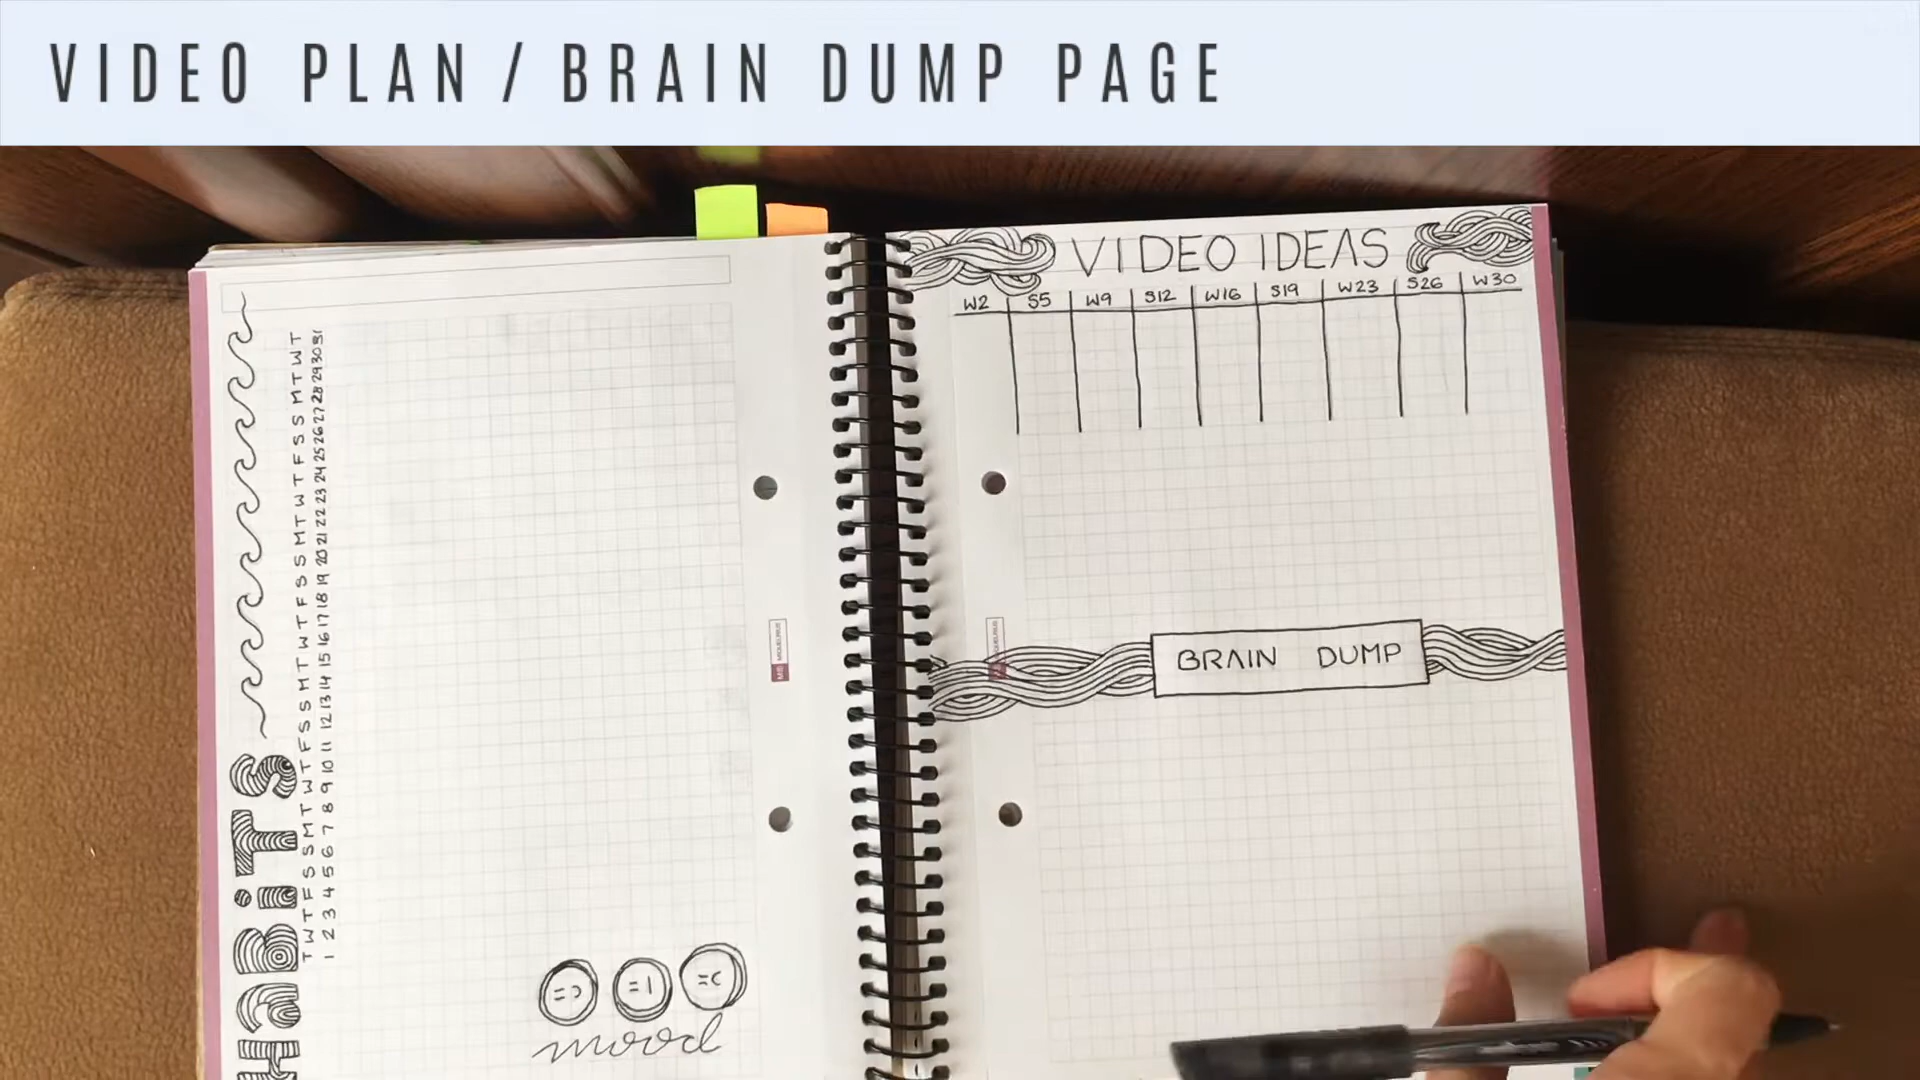 VIDEO PLAN / BRAIN DUMP PAGE
HABiTS
T W T F S S M T W T F S S M T W T F S S M T W T F S S M T W T
1 2 3 4 5 6 7 8 9 10 11 12 13 14 15 16 17 18 19 20 21 22 23 24 25 26 27 28 29 30 31
mood
MIQUELRIUS
VIDEO IDEAS
W2 S5 W9 S12 W16 S19 W23 S26 W30
MIQUELRIUS
BRAIN DUMP